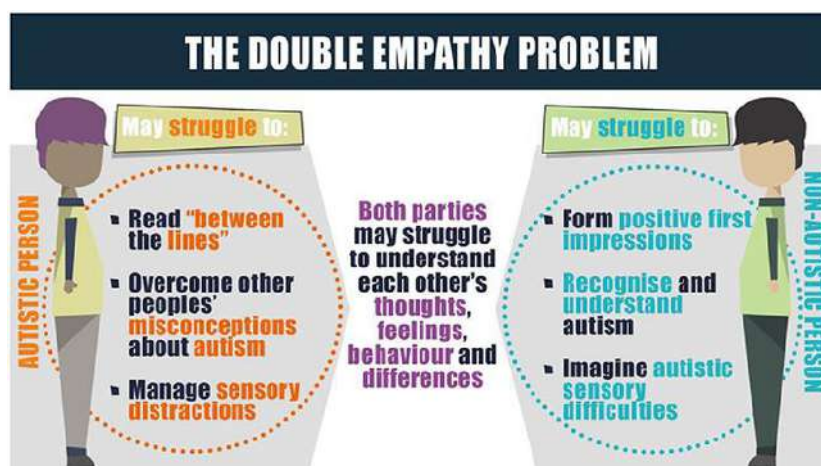 THE DOUBLE EMPATHY PROBLEM
May struggle to:
AUTISTIC PERSON
▪ Read "between
the lines"
▪ Overcome other
peoples'
misconceptions
about autism
▪ Manage sensory
distractions
Both parties
may struggle
to understand
each other's
thoughts,
feelings,
behaviour and
differences
May struggle to:
▪ Form positive first
impressions
▪ Recognise and
understand
autism
▪ Imagine autistic
sensory
difficulties
NON-AUTISTIC PERSON